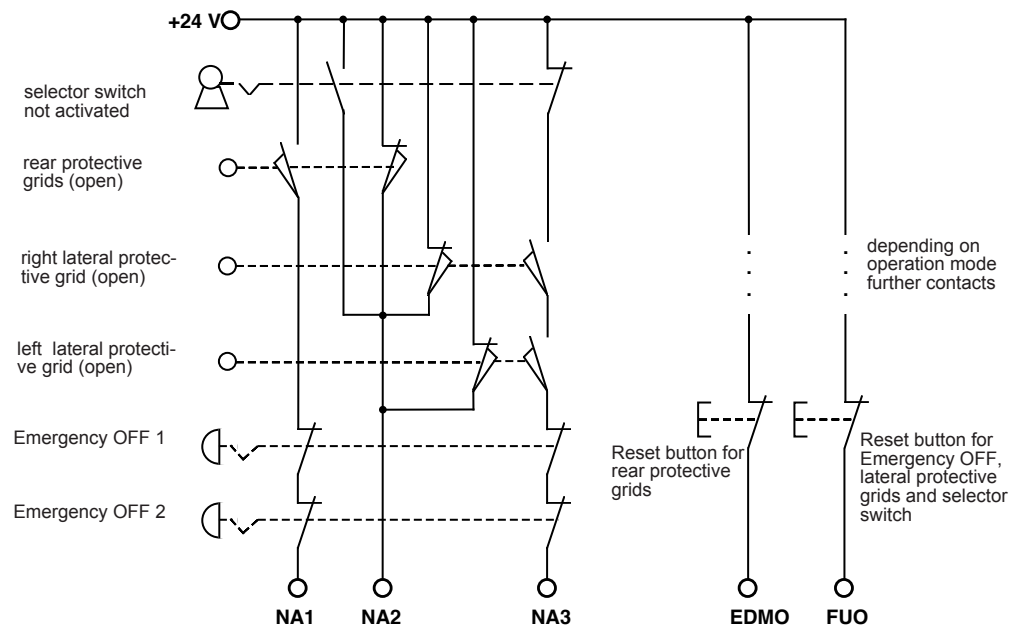 +24 V
selector switch
not activated
rear protective
grids (open)
right lateral protec-
tive grid (open)
depending on
operation mode
further contacts
left  lateral protecti-
ve grid (open)
Emergency OFF 1
Reset button for
rear protective
grids
Reset button for
Emergency OFF,
lateral protective
grids and selector
switch
Emergency OFF 2
NA1
NA2
NA3
EDMO
FUO